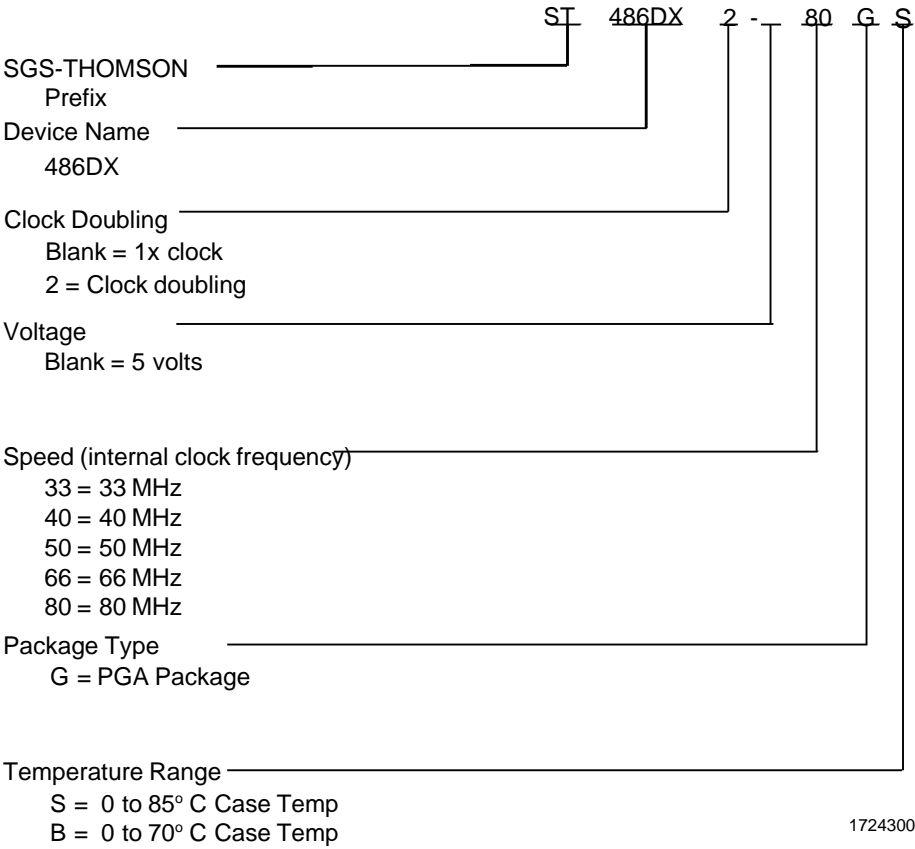 ST 486DX 2 - 80 G S
SGS-THOMSON
Prefix
Device Name
486DX
Clock Doubling
Blank = 1x clock
2 = Clock doubling
Voltage
Blank = 5 volts
Speed (internal clock frequency)
33 = 33 MHz
40 = 40 MHz
50 = 50 MHz
66 = 66 MHz
80 = 80 MHz
Package Type
G = PGA Package
Temperature Range
S = 0 to 85° C Case Temp
B = 0 to 70° C Case Temp
1724300